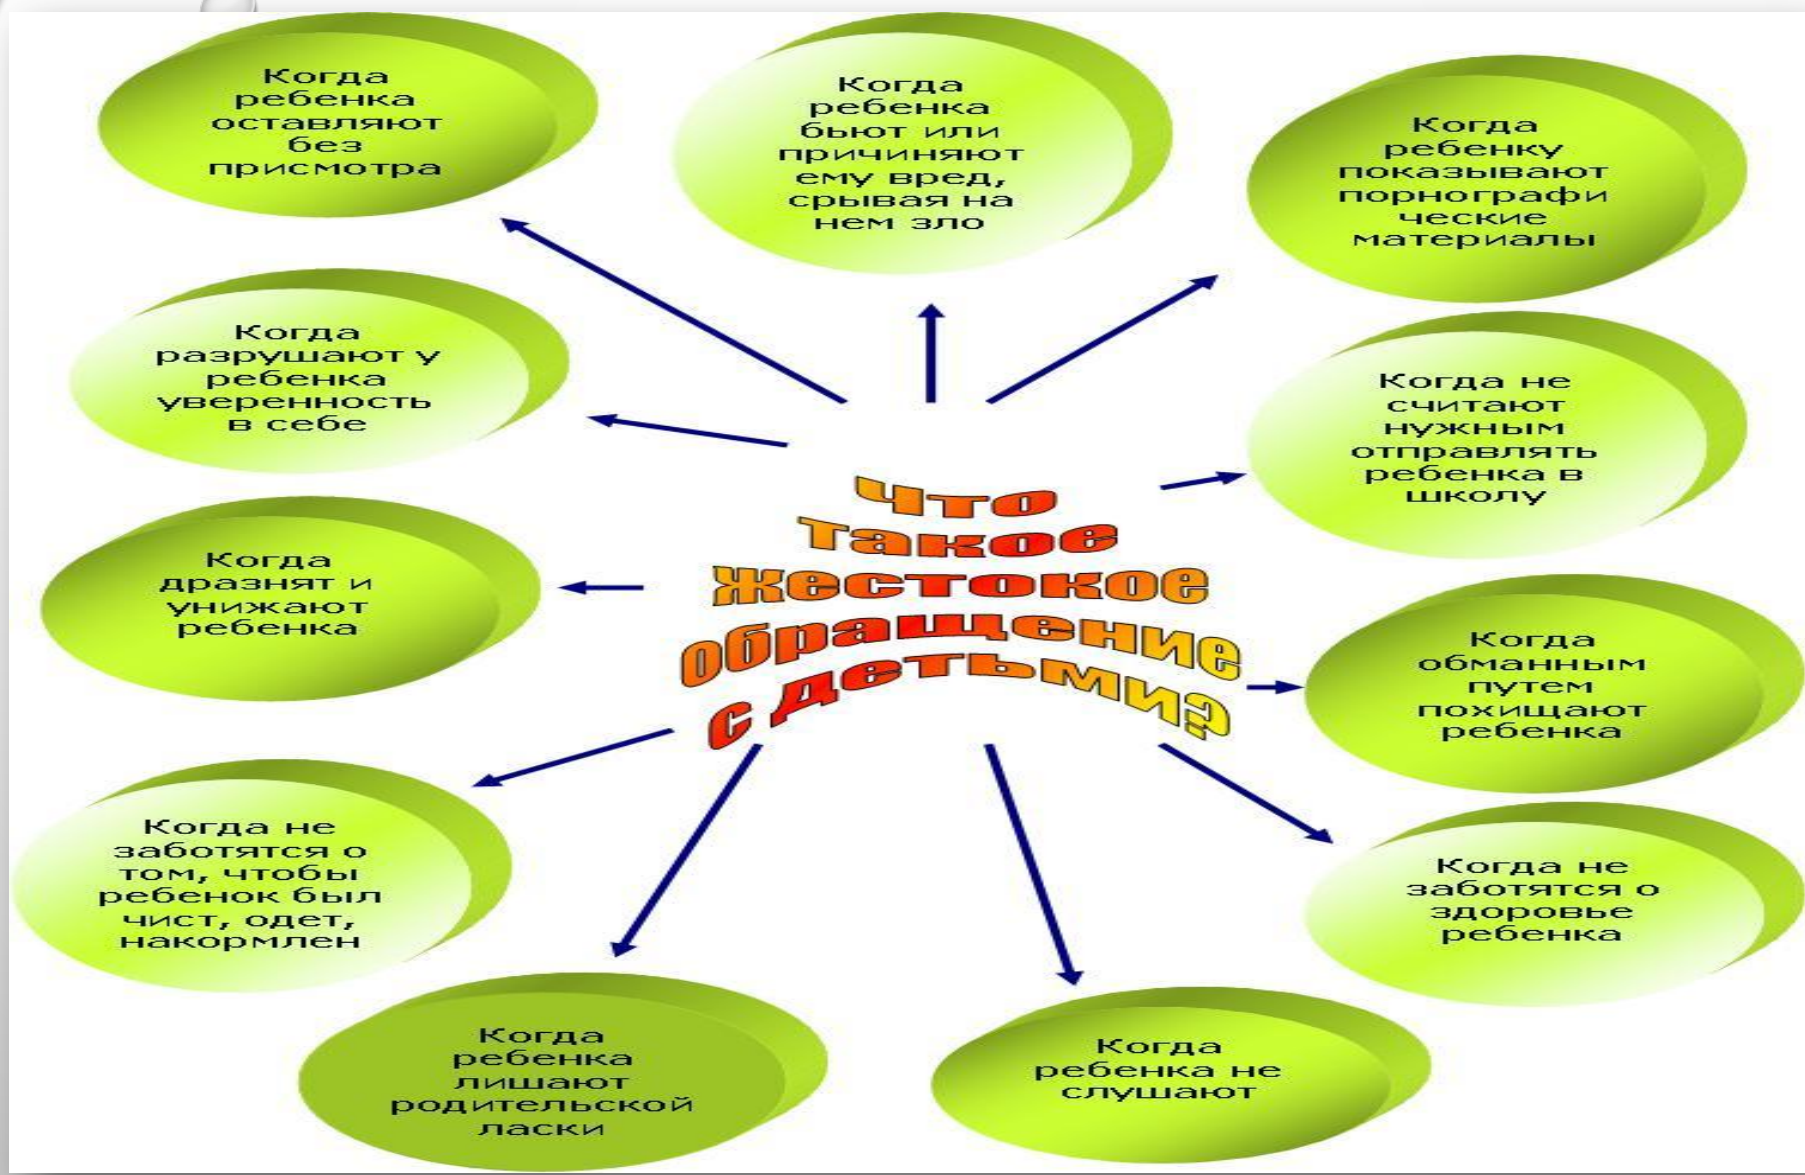 Когда
ребенка
оставляют
без
присмотра
Когда
ребенка
бьют или
причиняют
ему вред,
срывая на
нем зло
Когда
ребенку
показывают
порнографи
ческие
материалы
Когда
разрушают у
ребенка
уверенность
в себе
Когда не
считают
нужным
отправлять
ребенка в
школу
Что
такое
жестокое
обращение
с детьми?
Когда
дразнят и
унижают
ребенка
Когда
обманным
путем
похищают
ребенка
Когда не
заботятся о
том, чтобы
ребенок был
чист, одет,
накормлен
Когда не
заботятся о
здоровье
ребенка
Когда
ребенка
лишают
родительской
ласки
Когда
ребенка не
слушают